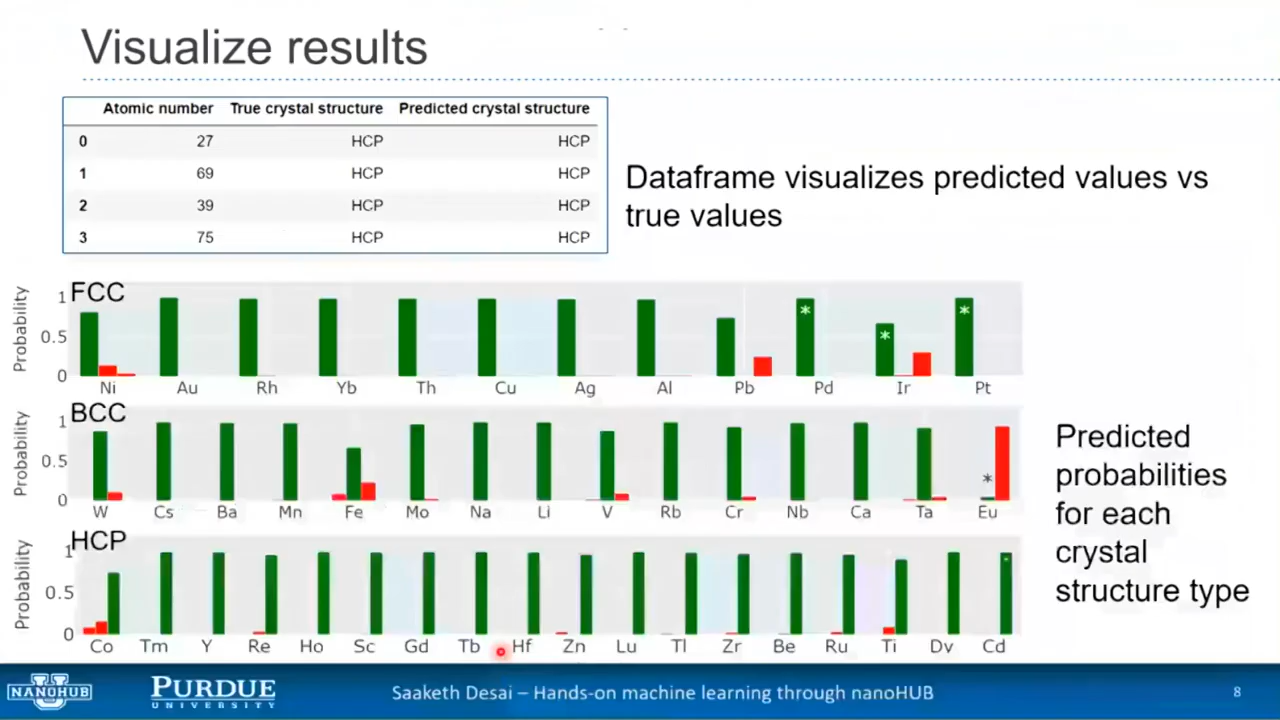 Visualize results
Atomic number True crystal structure Predicted crystal structure
0 27 HCP HCP
1 69 HCP HCP
2 39 HCP HCP
3 75 HCP HCP
Dataframe visualizes predicted values vs
true values
FCC
Probability
1
0.5
0
Ni Au Rh Yb Th Cu Ag Al Pb Pd Ir Pt
* * *
BCC
Probability
1
0.5
0
W Cs Ba Mn Fe Mo Na Li V Rb Cr Nb Ca Ta Eu
*
HCP
Probability
1
0.5
0
Co Tm Y Re Ho Sc Gd Tb Hf Zn Lu Tl Zr Be Ru Ti Dy Cd
Predicted
probabilities
for each
crystal
structure type
NANOHUB
PURDUE
UNIVERSITY
Saaketh Desai – Hands-on machine learning through nanoHUB
8